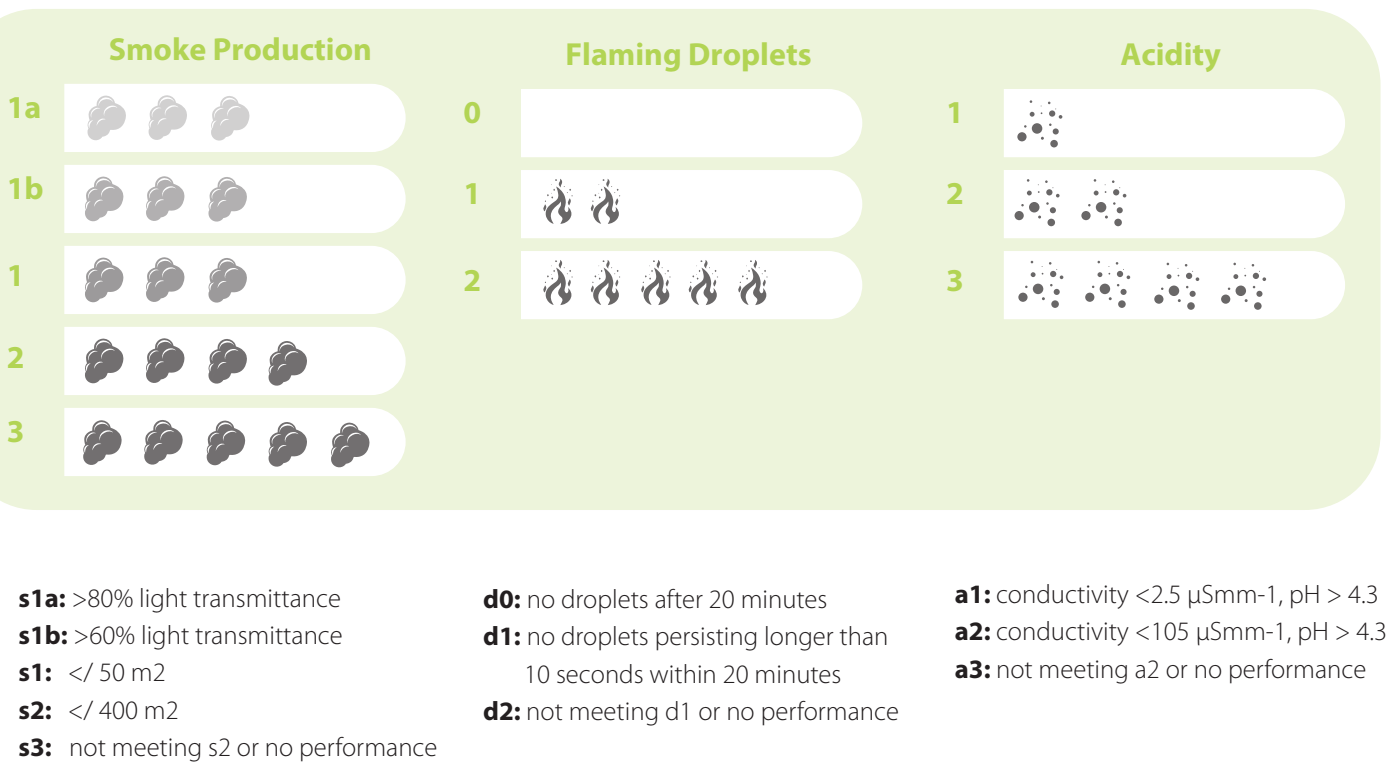 Smoke Production
1a
1b
1
2
3
Flaming Droplets
0
1
2
Acidity
1
2
3
s1a: >80% light transmittance
s1b: >60% light transmittance
s1: </ 50 m2
s2: </ 400 m2
s3: not meeting s2 or no performance
d0: no droplets after 20 minutes
d1: no droplets persisting longer than
10 seconds within 20 minutes
d2: not meeting d1 or no performance
a1: conductivity <2.5 μSmm-1, pH > 4.3
a2: conductivity <105 μSmm-1, pH > 4.3
a3: not meeting a2 or no performance